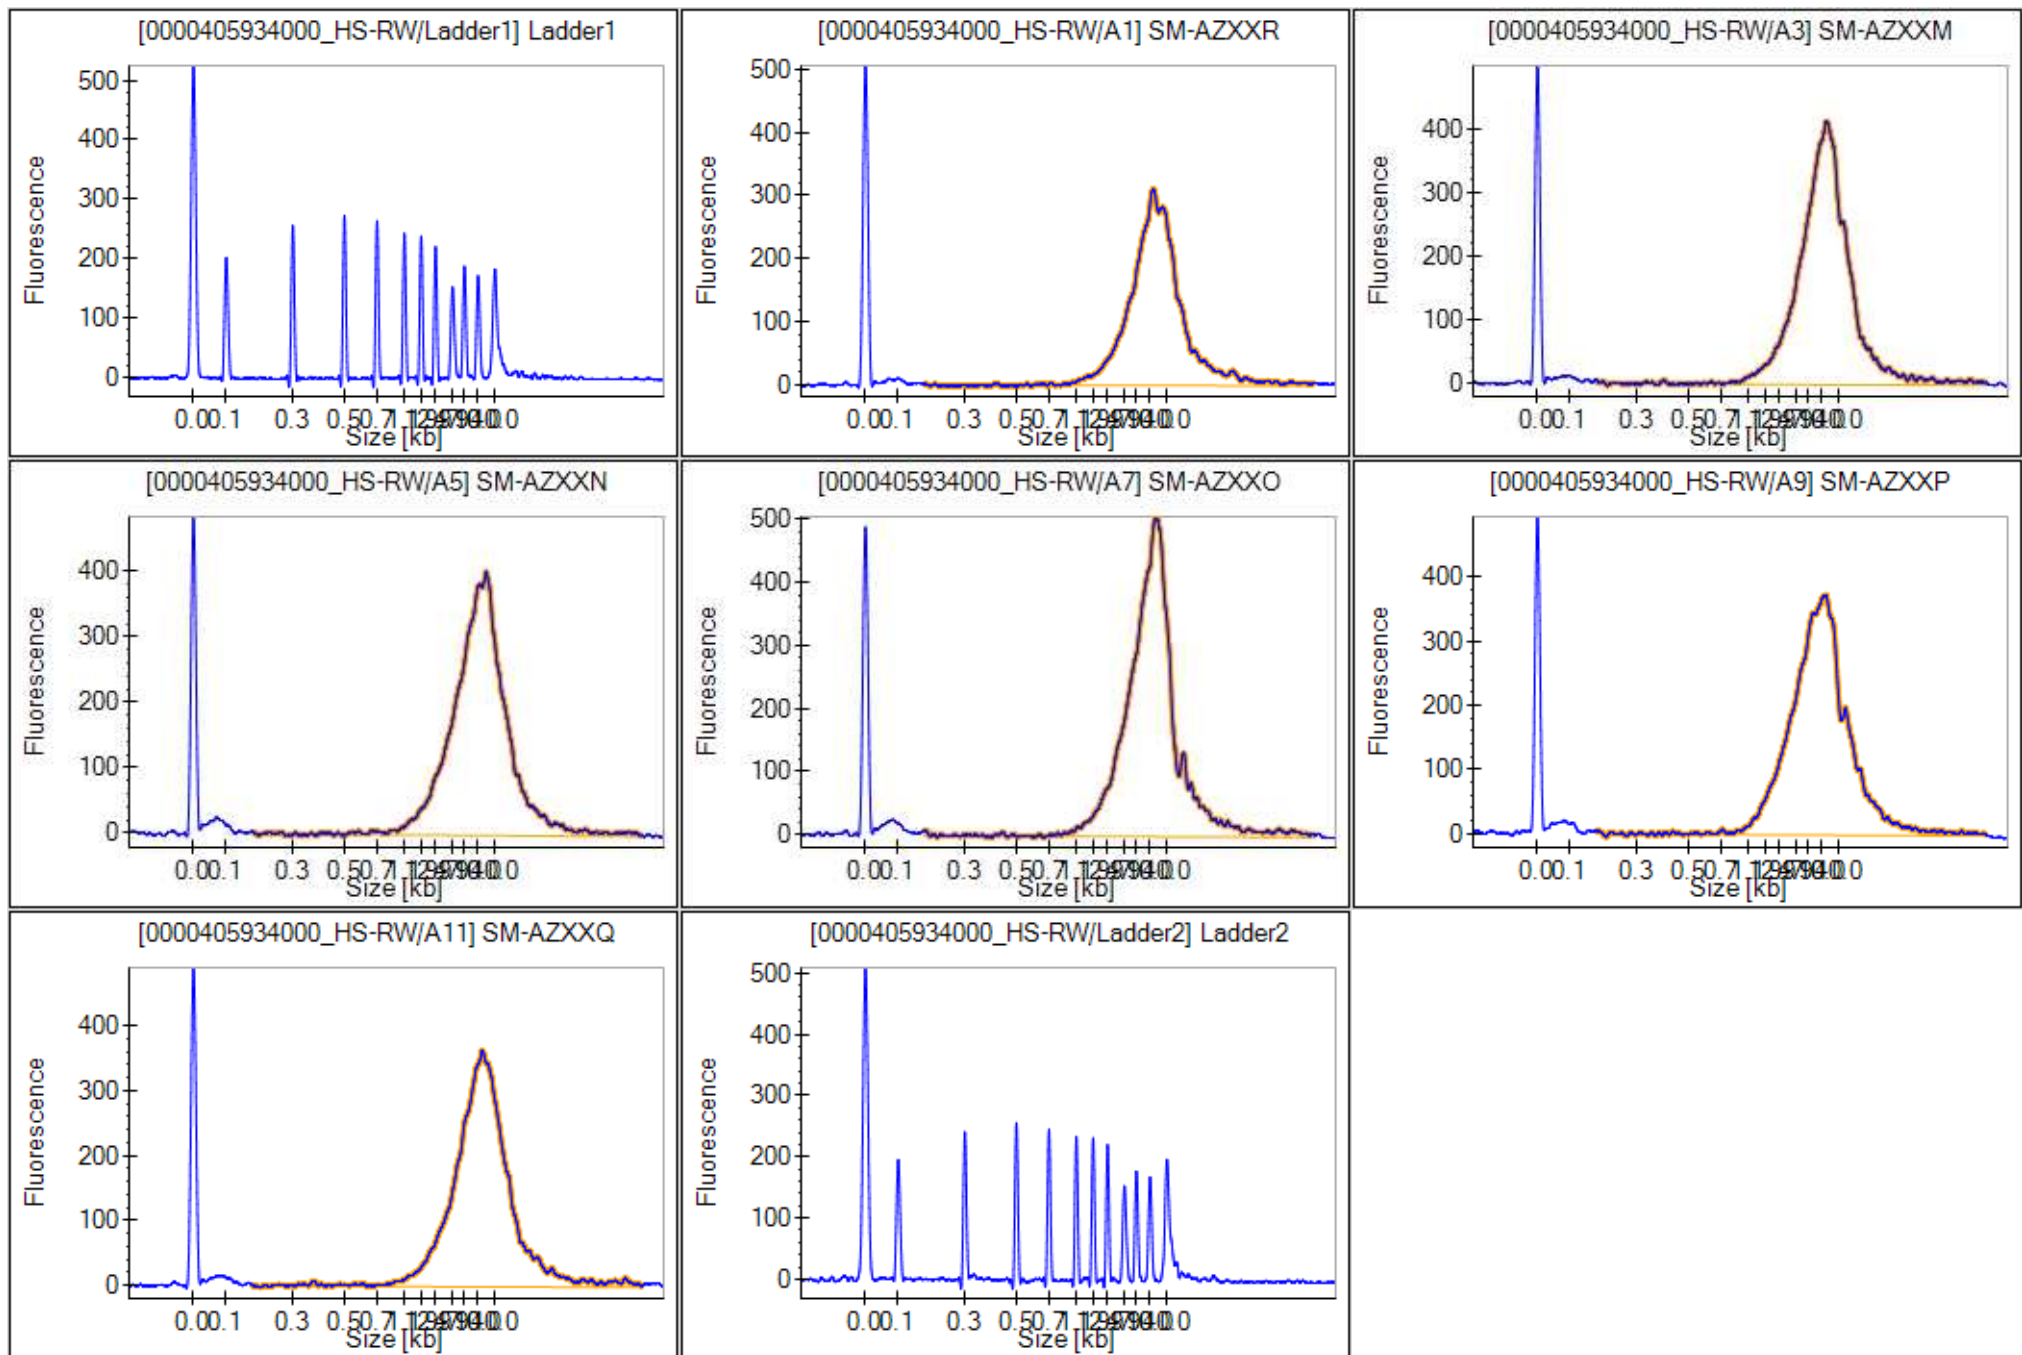 [0000405934000_HS-RW/Ladder1] Ladder1
500
400
300
200
100
0
Fluorescence
0.0 0.1 0.3 0.5 0.7
Size [kb]
[0000405934000_HS-RW/A1] SM-AZXXR
500
400
300
200
100
0
Fluorescence
0.0 0.1 0.3 0.5 0.7
Size [kb]
[0000405934000_HS-RW/A3] SM-AZXXM
400
300
200
100
0
Fluorescence
0.0 0.1 0.3 0.5 0.7
Size [kb]
[0000405934000_HS-RW/A5] SM-AZXXN
400
300
200
100
0
Fluorescence
0.0 0.1 0.3 0.5 0.7
Size [kb]
[0000405934000_HS-RW/A7] SM-AZXXO
500
400
300
200
100
0
Fluorescence
0.0 0.1 0.3 0.5 0.7
Size [kb]
[0000405934000_HS-RW/A9] SM-AZXXP
400
300
200
100
0
Fluorescence
0.0 0.1 0.3 0.5 0.7
Size [kb]
[0000405934000_HS-RW/A11] SM-AZXXQ
400
300
200
100
0
Fluorescence
0.0 0.1 0.3 0.5 0.7
Size [kb]
[0000405934000_HS-RW/Ladder2] Ladder2
500
400
300
200
100
0
Fluorescence
0.0 0.1 0.3 0.5 0.7
Size [kb]